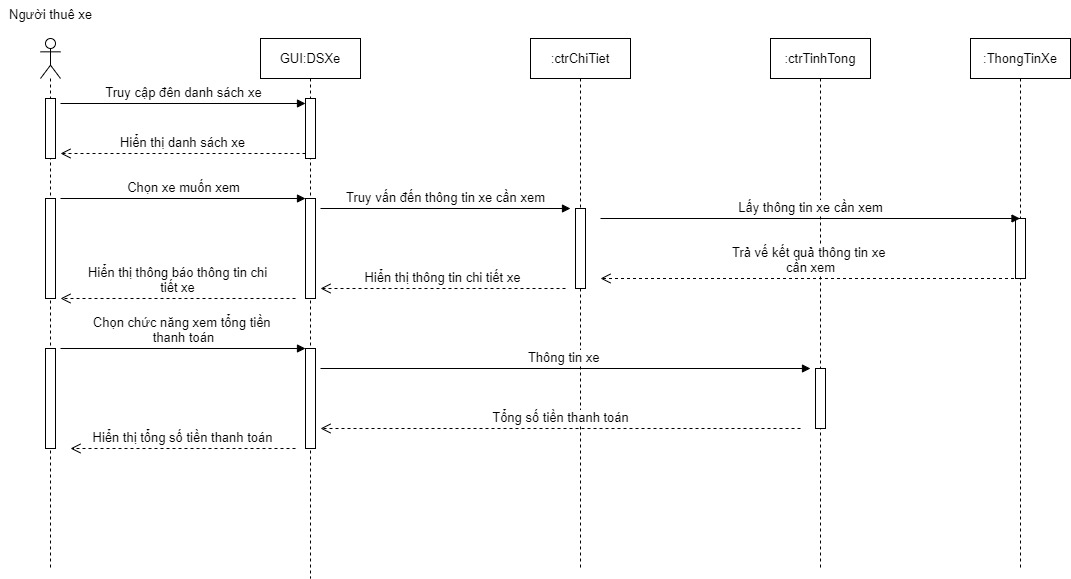 Người thuê xe
GUI:DSXe
:ctrChiTiet
:ctrTinhTong
:ThongTinXe
Truy cập đên danh sách xe
Hiển thị danh sách xe
Chọn xe muốn xem
Truy vấn đến thông tin xe cần xem
Lấy thông tin xe cần xem
Trả vế kết quả thông tin xe
cần xem
Hiển thị thông báo thông tin chi
tiết xe
Hiển thị thông tin chi tiết xe
Chọn chức năng xem tổng tiền
thanh toán
Thông tin xe
Tổng số tiền thanh toán
Hiển thị tổng số tiền thanh toán